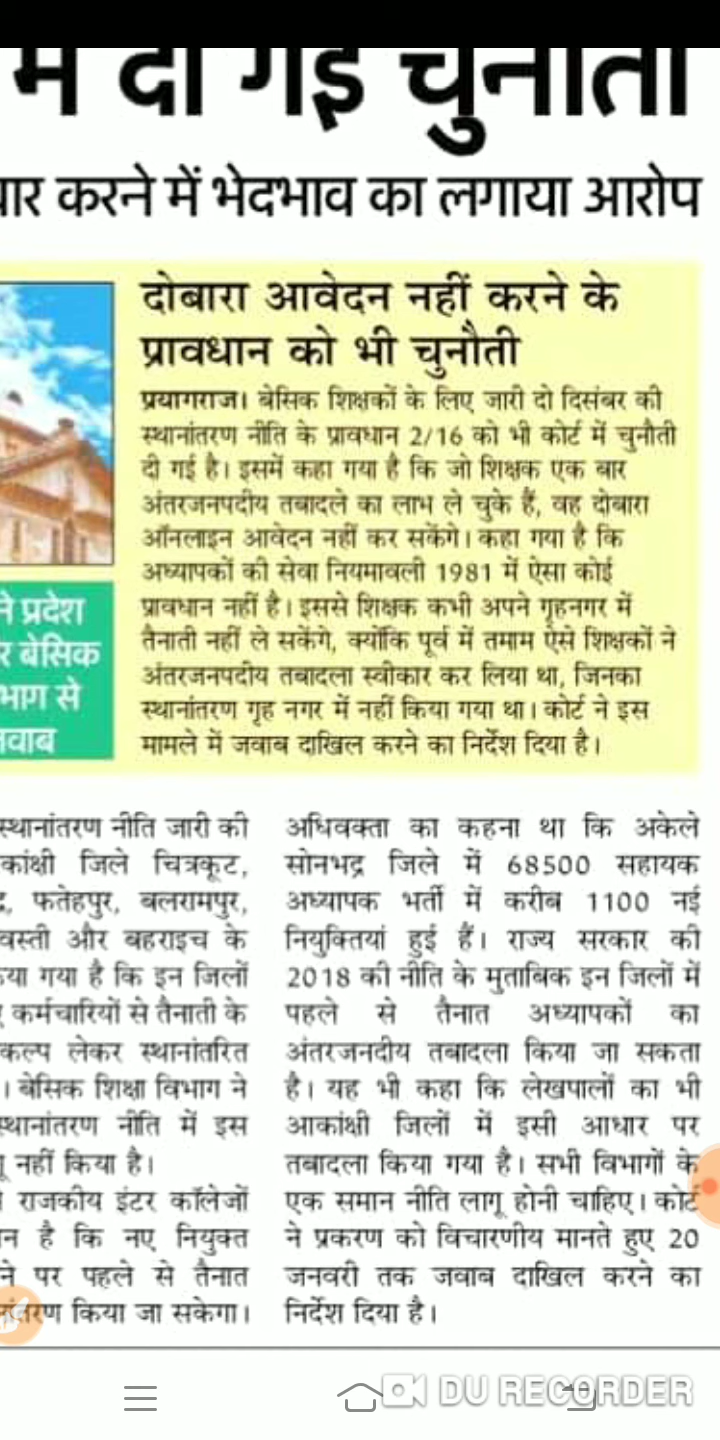 में दी गई चुनौती
करने में भेदभाव का लगाया आरोप
दोबारा आवेदन नहीं करने के
प्रावधान को भी चुनौती
प्रयागराज। बेसिक शिक्षकों के लिए जारी दो दिसंबर की
स्थानांतरण नीति के प्रावधान 2/16 को भी कोर्ट में चुनौती
दी गई है। इसमें कहा गया है कि जो शिक्षक एक बार
अंतरजनपदीय तबादले का लाभ ले चुके हैं, वह दोबारा
ऑनलाइन आवेदन नहीं कर सकेंगे। कहा गया है कि
अध्यापकों की सेवा नियमावली 1981 में ऐसा कोई
प्रावधान नहीं है। इससे शिक्षक कभी अपने गृहनगर में
तैनाती नहीं ले सकेंगे, क्योंकि पूर्व में तमाम ऐसे शिक्षकों ने
अंतरजनपदीय तबादला स्वीकार कर लिया था, जिनका
स्थानांतरण गृह नगर में नहीं किया गया था। कोर्ट ने इस
मामले में जवाब दाखिल करने का निर्देश दिया है।
ने प्रदेश
बेसिक
से
स्थानांतरण नीति जारी की
जिले चित्रकूट,
फतेहपुर, बलरामपुर,
और बहराइच के
गया है कि इन जिलों
कर्मचारियों से तैनाती के
लेकर स्थानांतरित
। बेसिक शिक्षा विभाग ने
स्थानांतरण नीति में इस
नहीं किया है।
राजकीय इंटर कॉलेजों
है कि नए नियुक्त
पर पहले से तैनात
किया जा सकेगा।
अधिवक्ता का कहना था कि अकेले
सोनभद्र जिले में 68500 सहायक
अध्यापक भर्ती में करीब 1100 नई
नियुक्तियां हुई हैं। राज्य सरकार की
2018 की नीति के मुताबिक इन जिलों में
पहले से तैनात अध्यापकों का
अंतरजनदीय तबादला किया जा सकता
है। यह भी कहा कि लेखपालों का भी
आकांक्षी जिलों में इसी आधार पर
तबादला किया गया है। सभी विभागों के
एक समान नीति लागू होनी चाहिए। कोर्ट
ने प्रकरण को विचारणीय मानते हुए 20
जनवरी तक जवाब दाखिल करने का
निर्देश दिया है।
DU RECORDER